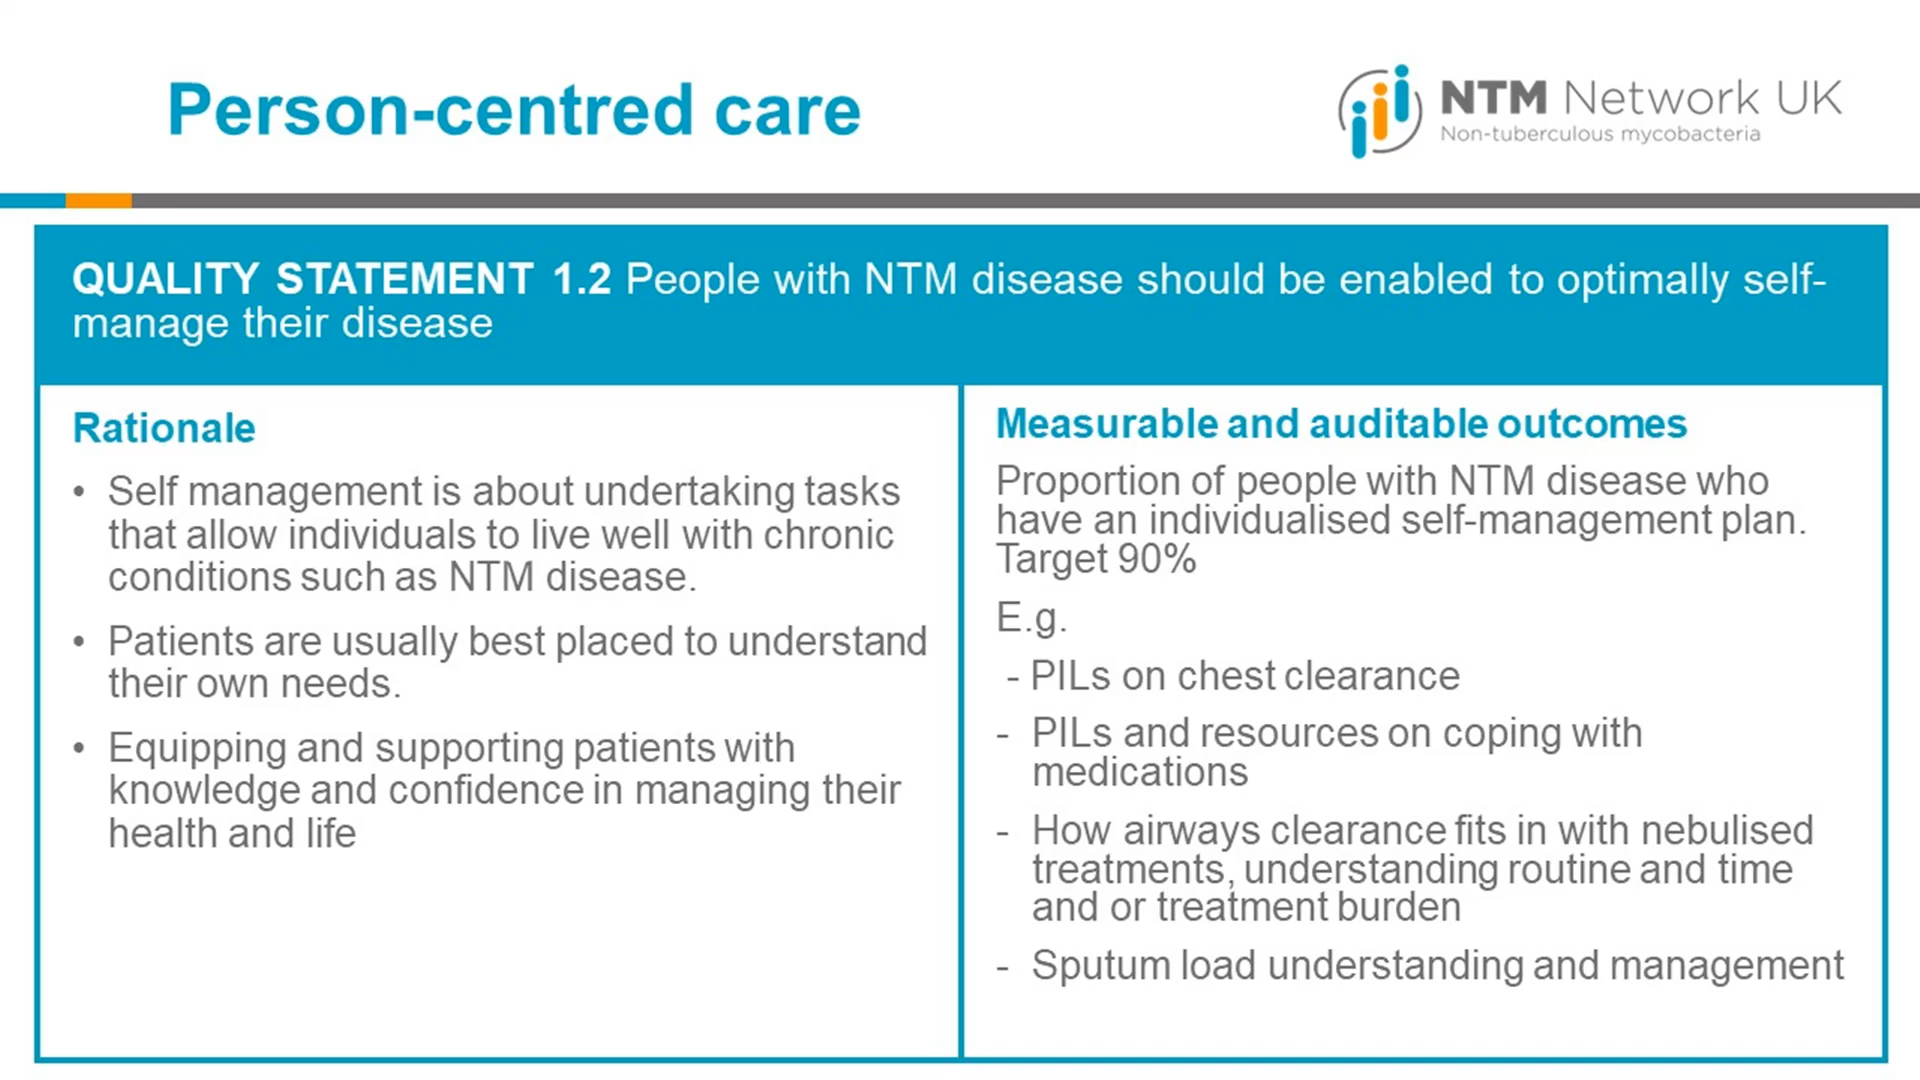 Person-centred care
NTM Network UK
Non-tuberculous mycobacteria
QUALITY STATEMENT 1.2 People with NTM disease should be enabled to optimally self-
manage their disease
Rationale
• Self management is about undertaking tasks
that allow individuals to live well with chronic
conditions such as NTM disease.
• Patients are usually best placed to understand
their own needs.
• Equipping and supporting patients with
knowledge and confidence in managing their
health and life
Measurable and auditable outcomes
Proportion of people with NTM disease who
have an individualised self-management plan.
Target 90%
E.g.
- PILs on chest clearance
- PILs and resources on coping with
medications
- How airways clearance fits in with nebulised
treatments, understanding routine and time
and or treatment burden
- Sputum load understanding and management